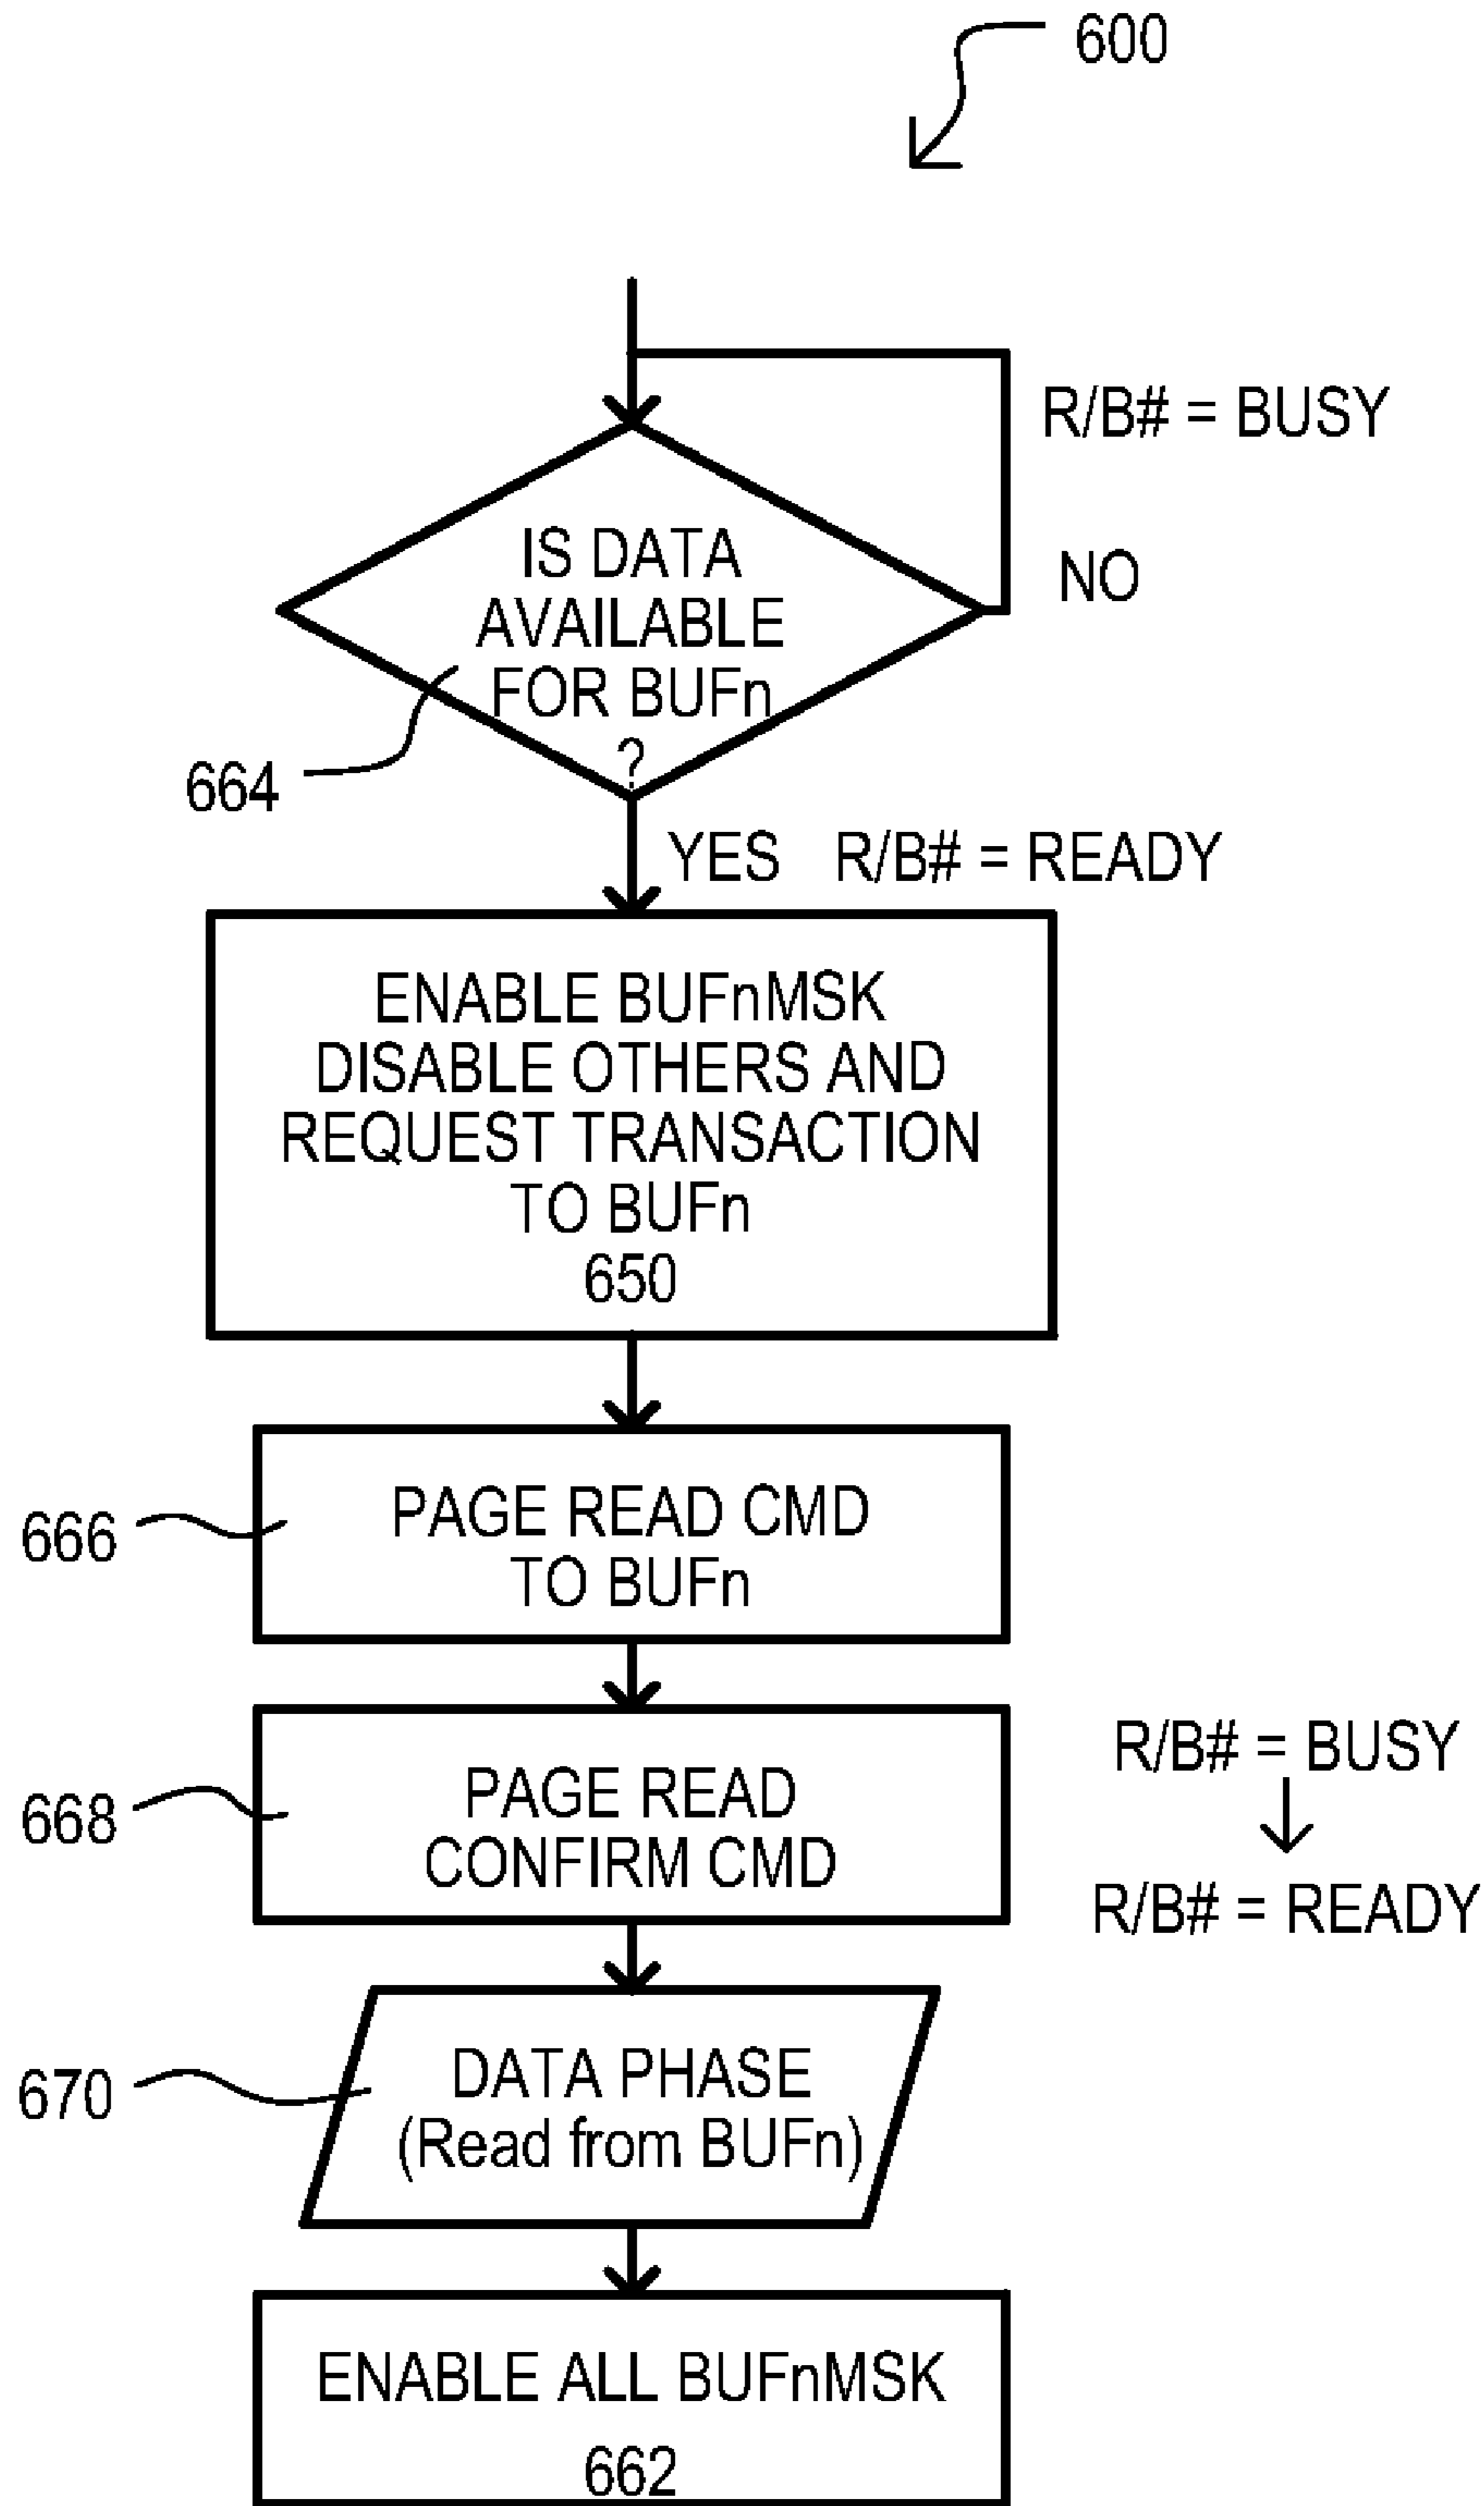 600
R/B# = BUSY
IS DATA
AVAILABLE
FOR BUFn
?
NO
664
YES R/B# = READY
ENABLE BUFnMSK
DISABLE OTHERS AND
REQUEST TRANSACTION
TO BUFn
650
666
PAGE READ CMD
TO BUFn
668
PAGE READ
CONFIRM CMD
R/B# = BUSY
R/B# = READY
670
DATA PHASE
(Read from BUFn)
ENABLE ALL BUFnMSK
662